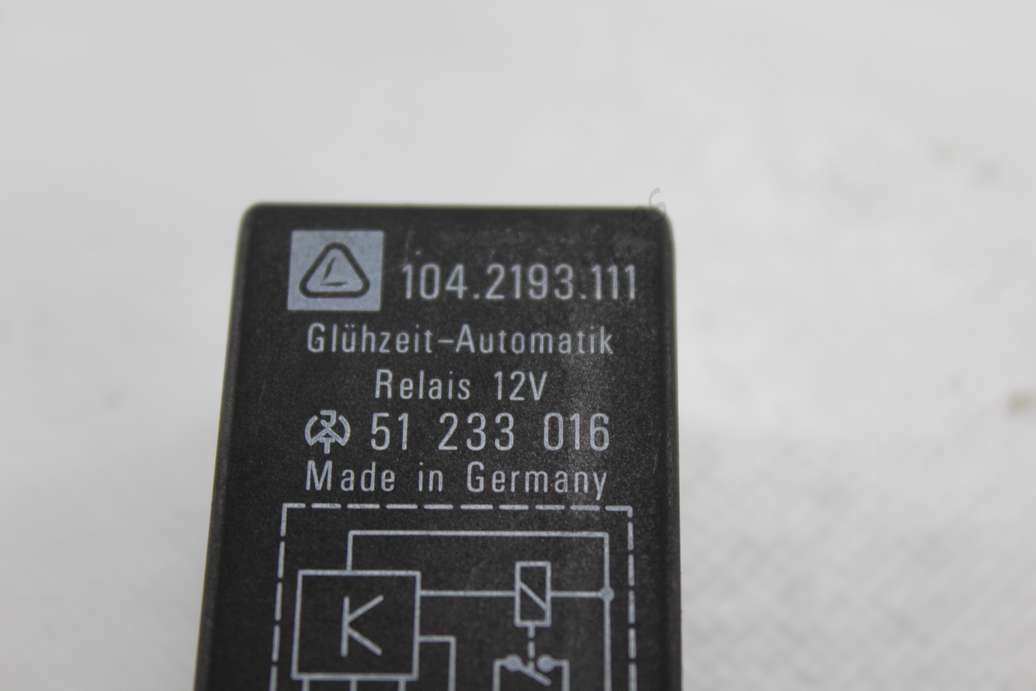 104.2193.111
Glühzeit-Automatik
Relais 12V
51 233 016
Made in Germany
K